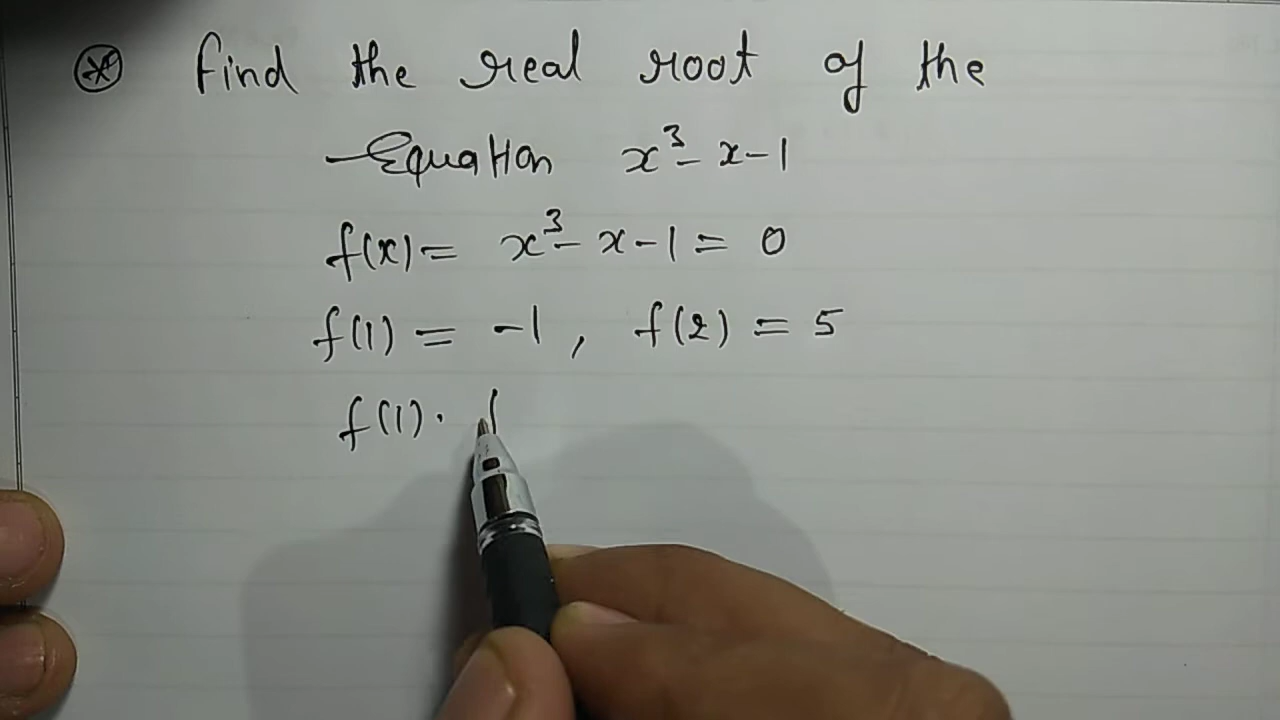 ⊛ find the real root of the
Equation x³- x-1
f(x) = x³- x-1 = 0
f(1) = -1 , f(2) = 5
f(1) ·